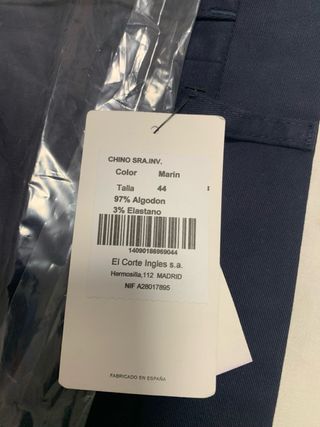 CHINO SRA.INV.
Color Marin
Talla 44
97% Algodon
3% Elastano
14090186969044
El Corte Ingles s.a.
Hermosilla,112 MADRID
NIF A28017895
FABRICADO EN ESPAÑA